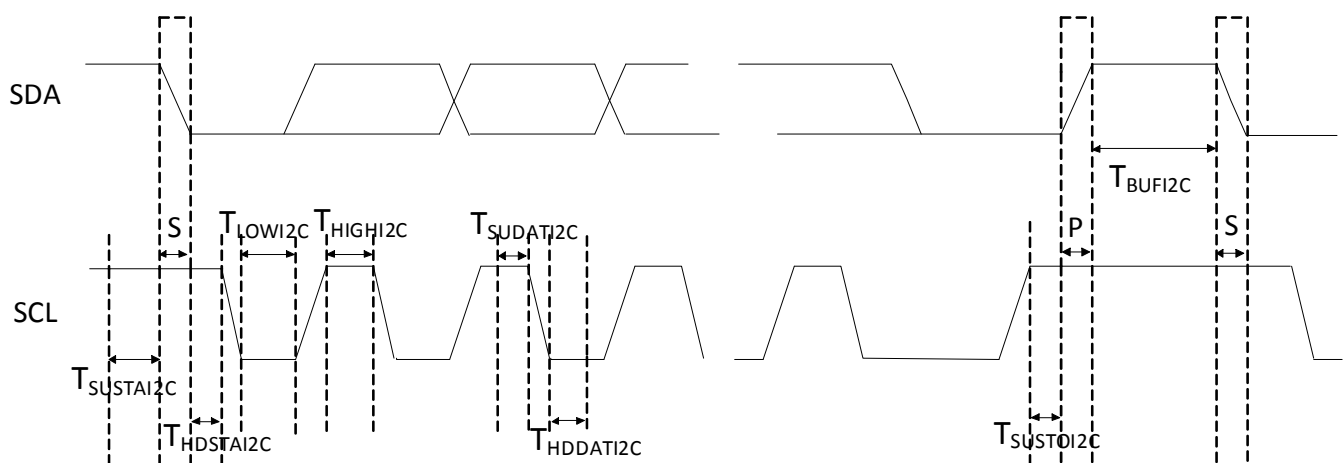 SDA
T_BUFI2C
S
T_LOWI2C
T_HIGHI2C
T_SUDATI2C
P
S
SCL
T_SUSTAI2C
T_HDSTAI2C
T_HDDATI2C
T_SUSTOI2C